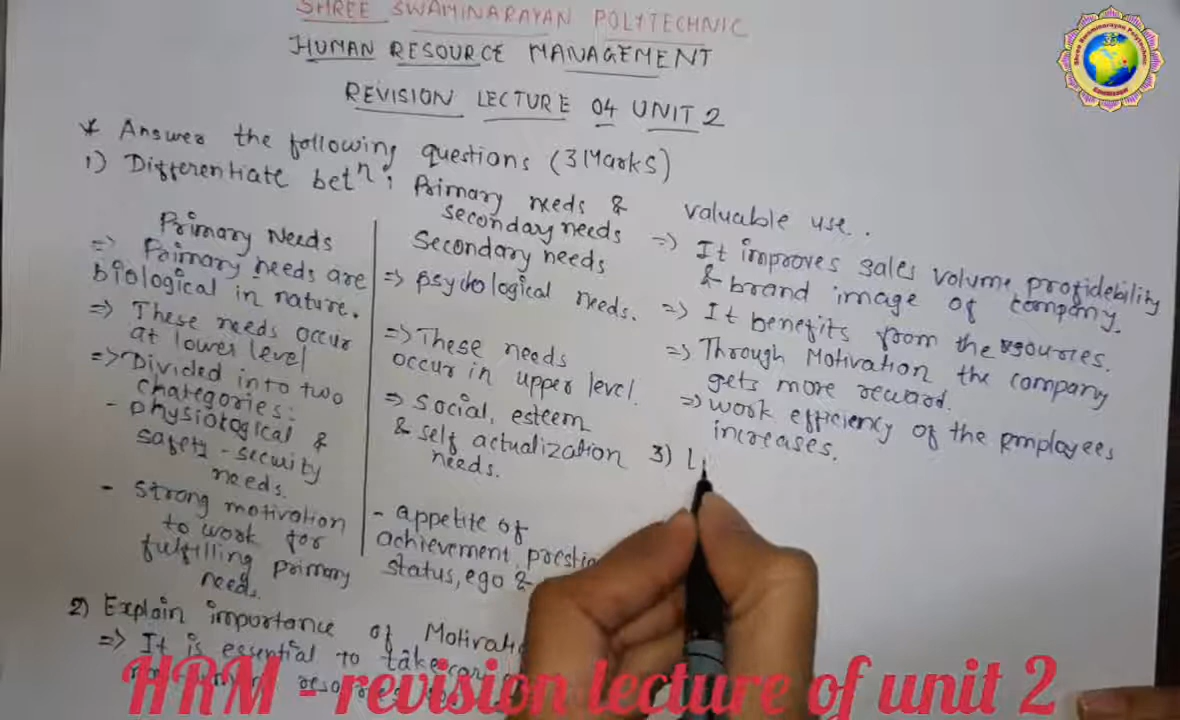 SHREE SWAMINARAYAN POLYTECHNIC
HUMAN RESOURCE MANAGEMENT
REVISION LECTURE 04 UNIT 2
* Answer the following questions (3 Marks)
1) Differentiate betn : Primary needs &
secondary needs
Primary Needs
=> Primary needs are
biological in nature.
=> These needs occur
at lower level
=> Divided into two
chategories:
- physiological &
safety - security
needs.
- Strong motivation
to work for
fulfilling primary
needs.
Secondary needs
=> psychological needs.
=> These needs
occur in upper level.
=> social, esteem
& self actualization
needs.
- appetite of
achievement,
status, ego &
2) Explain importance of
=> It is essential to take
valuable use.
=> It improves sales volume, profidebility
& brand image of company.
=> It benefits from the
=> Through Motivation the company
gets more reward.
=> work efficiency of the employees
increases.
3)
Shree Swaminarayan Polytechnic
HRM - revision lecture of unit 2